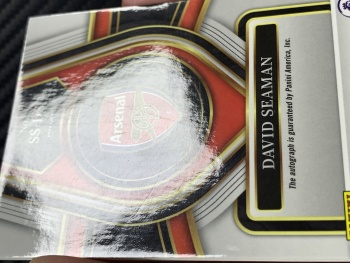 Arsenal
DAVID SEAMAN
The autograph is guaranteed by Panini America, Inc.